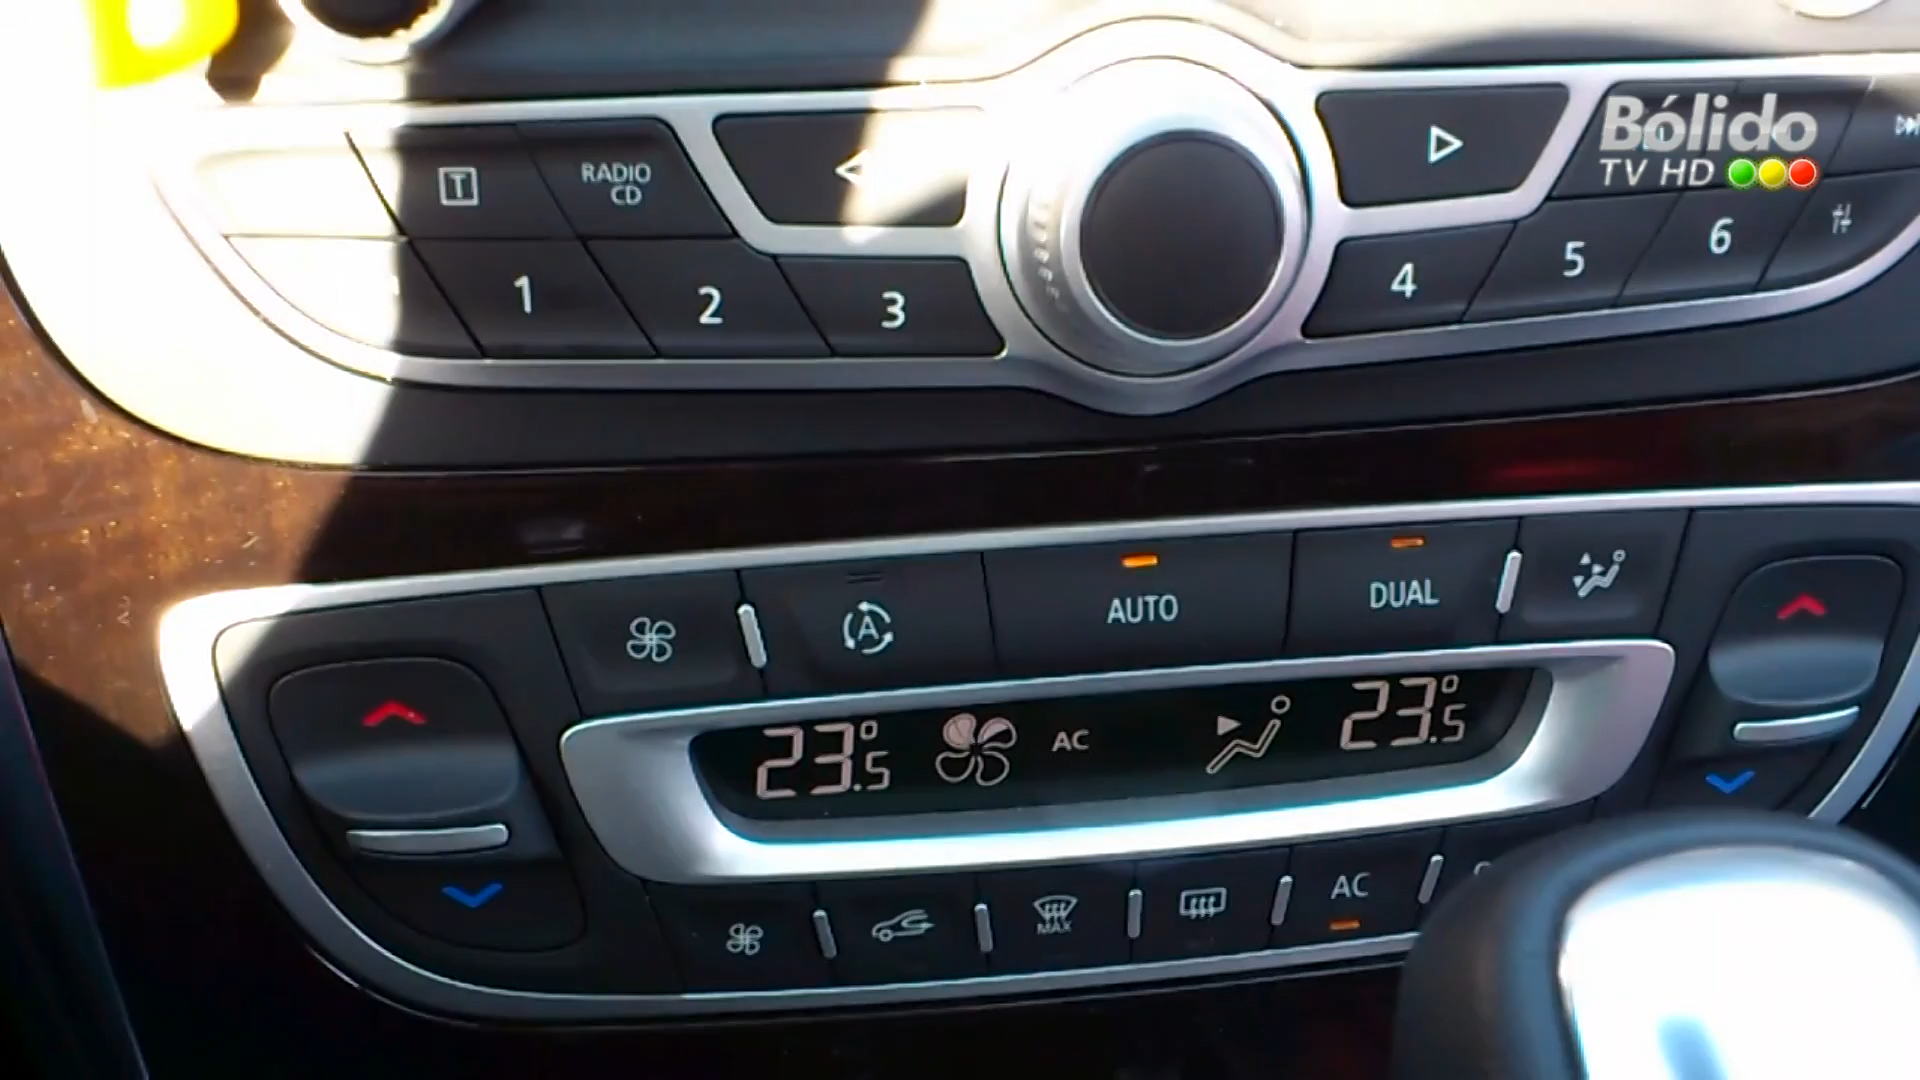 Bólido
TV HD
T
RADIO
CD
1
2
3
4
5
6
A
AUTO
DUAL
23.5°
AC
23.5°
MAX
AC